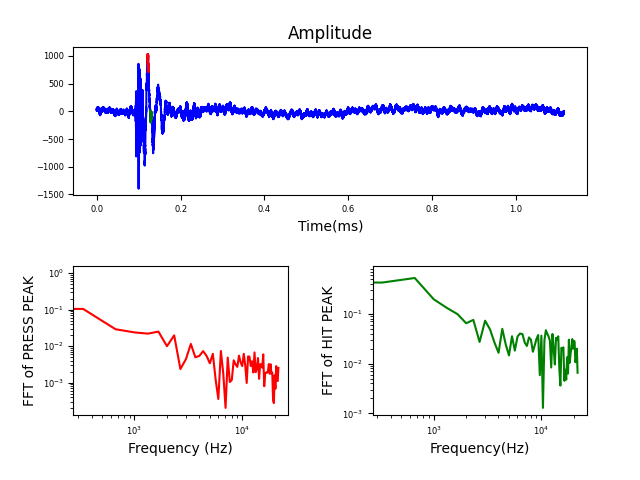 Amplitude
1000
500
0
−500
−1000
−1500
0.0 0.2 0.4 0.6 0.8 1.0
Time(ms)
FFT of PRESS PEAK
10⁰
10⁻¹
10⁻²
10⁻³
10³ 10⁴
Frequency (Hz)
FFT of HIT PEAK
10⁻¹
10⁻²
10⁻³
10³ 10⁴
Frequency(Hz)